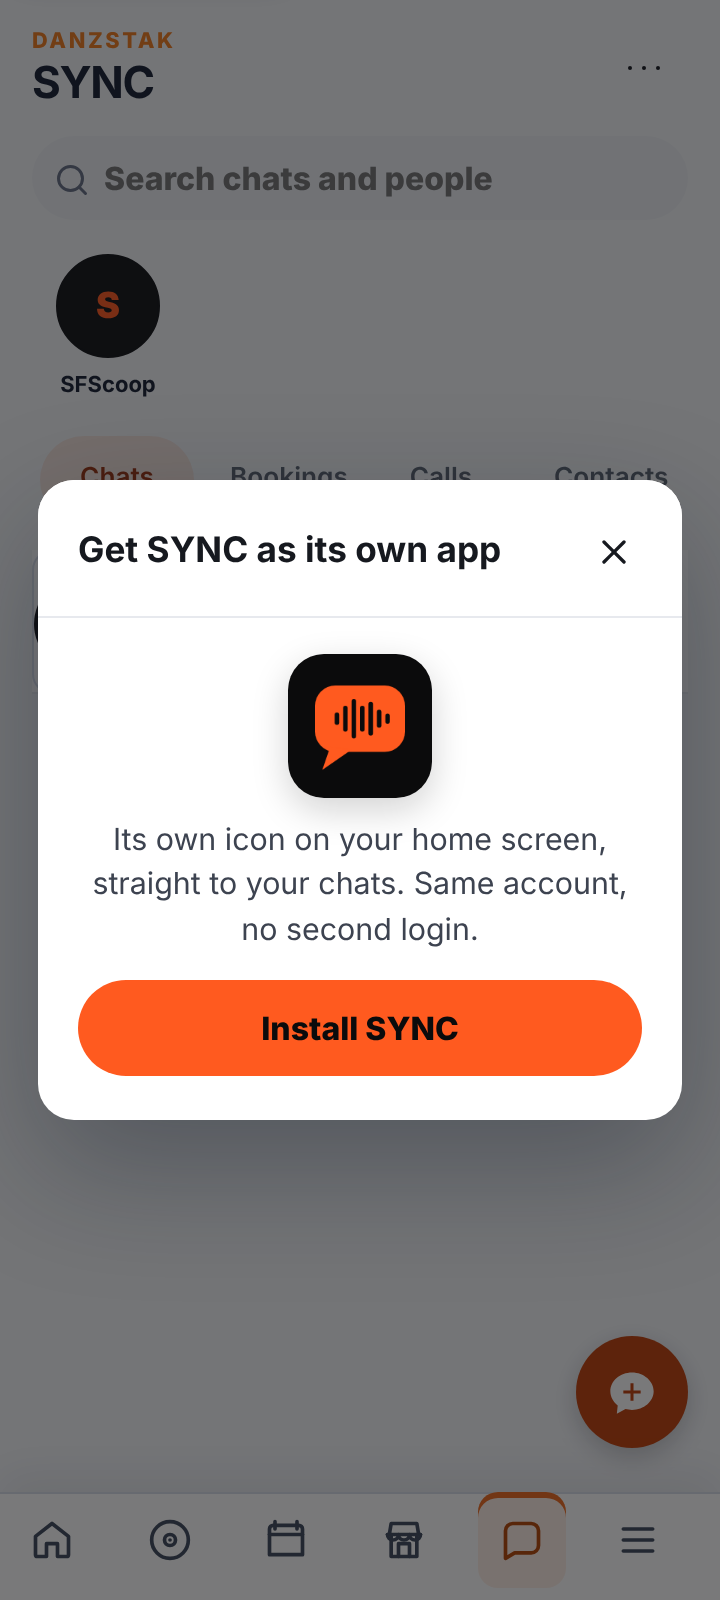 DANZSTAK
SYNC
Search chats and people
S
SFScoop
Chats Bookings Calls Contacts
Get SYNC as its own app
Its own icon on your home screen,
straight to your chats. Same account,
no second login.
Install SYNC